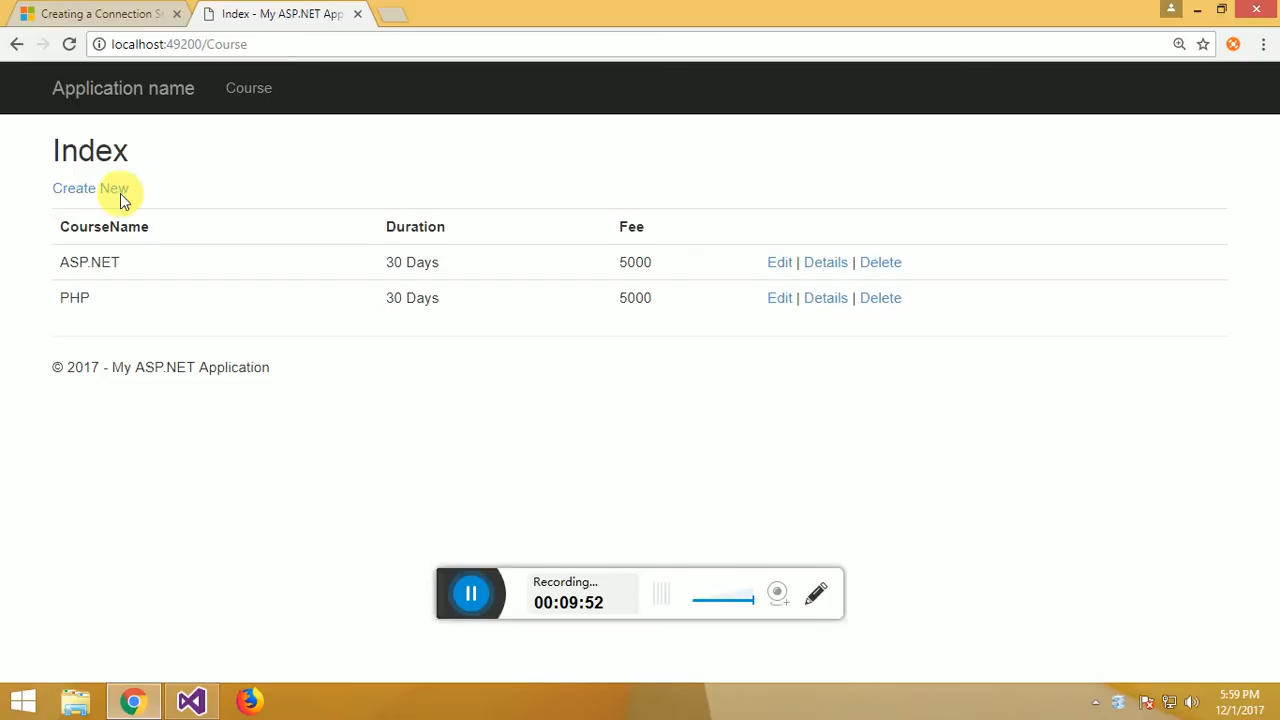 Creating a Connection S
Index - My ASP.NET App
localhost:49200/Course
Application name
Course
Index
Create New
CourseName Duration Fee
ASP.NET 30 Days 5000 Edit | Details | Delete
PHP 30 Days 5000 Edit | Details | Delete
© 2017 - My ASP.NET Application
Recording...
00:09:52
5:59 PM
12/1/2017